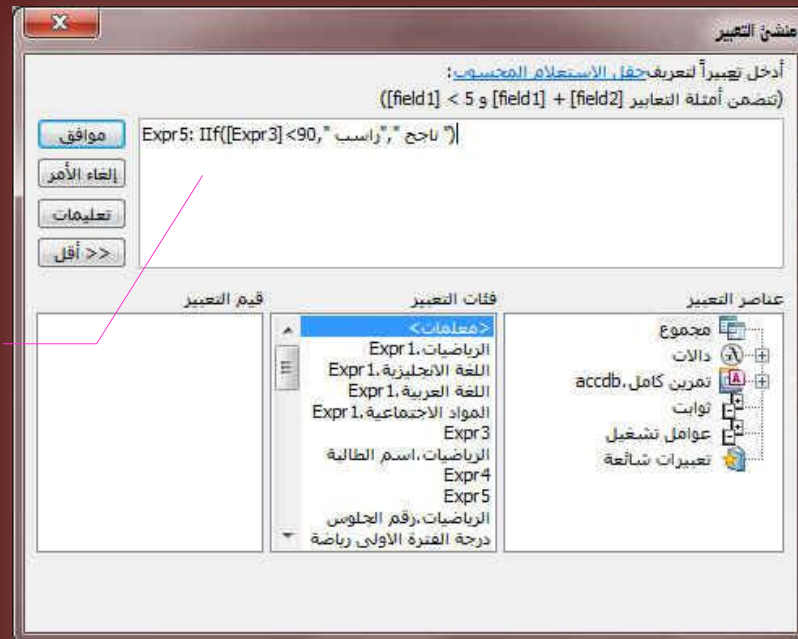 منشئ التعبير
أدخل تعبيراً لتعريف حقل الاستعلام المحسوب:
(تتضمن أمثلة التعابير [field1] + [field2] و [field1] < 5)
Expr5: IIf([Expr3]<90," راسب "," ناجح ")
موافق
إلغاء الأمر
تعليمات
<< أقل
عناصر التعبير
مجموع
دالات
تمرين كامل.accdb
ثوابت
عوامل تشغيل
تعبيرات شائعة
فئات التعبير
<معلمات>
الرياضيات.Expr1
اللغة الانجليزية.Expr1
اللغة العربية.Expr1
المواد الاجتماعية.Expr1
Expr3
الرياضيات.اسم الطالبة
Expr4
Expr5
الرياضيات.رقم الجلوس
درجة الفترة الاولى رياضة
قيم التعبير